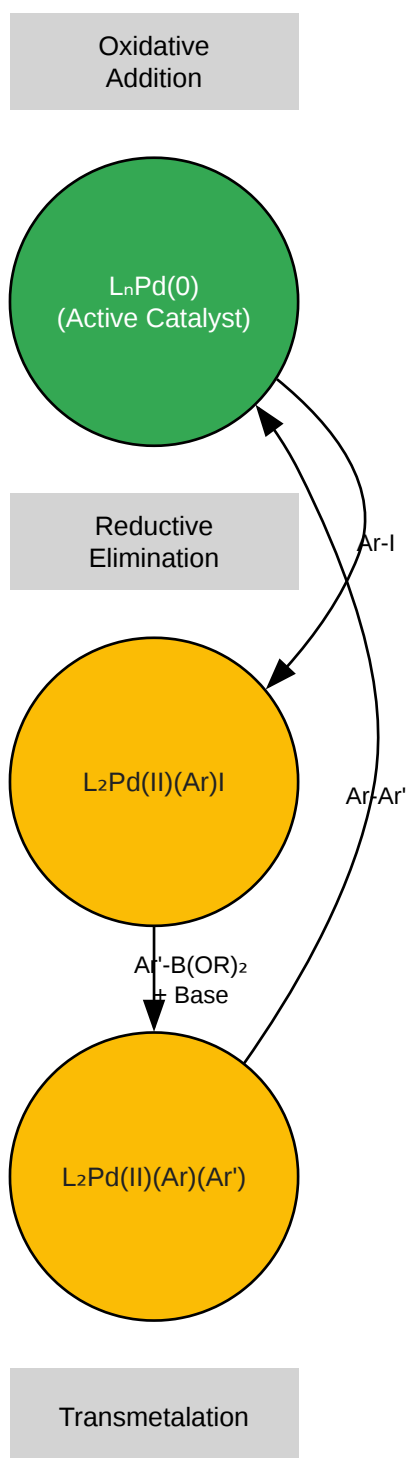 Oxidative
Addition
LₙPd(0)
(Active Catalyst)
Reductive
Elimination
Ar-I
L₂Pd(II)(Ar)I
Ar-Ar'
Ar'-B(OR)₂
+ Base
L₂Pd(II)(Ar)(Ar')
Transmetalation